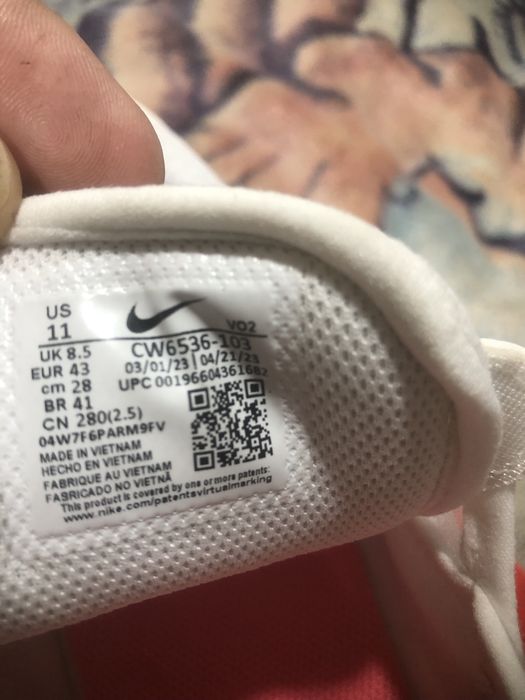 US
11
VO2
UK 8.5
CW6536-103
EUR 43
03/01/23 | 04/21/23
cm 28
UPC 00196604361682
BR 41
CN 280(2.5)
04W7F6PARM9FV
MADE IN VIETNAM
HECHO EN VIETNAM
FABRIQUE AU VIETNAM
FABRICADO NO VIETNÃ
This product is covered by one or more patents:
www.nike.com/patentsvirtualmarking